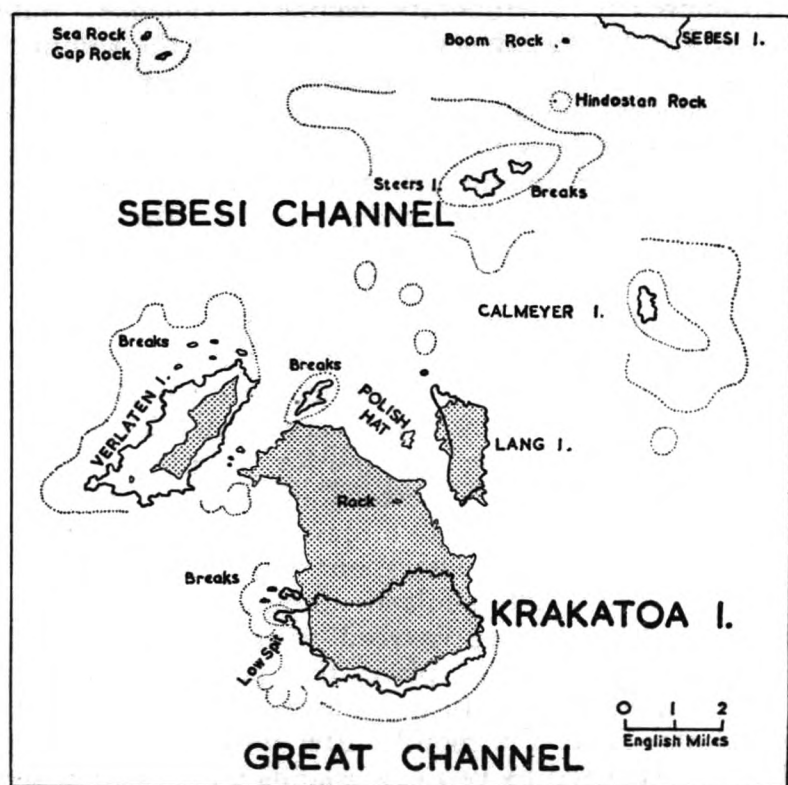 Sea Rock
Gap Rock
Boom Rock
SEBESI I.
Hindostan Rock
Steers I.
Breaks
SEBESI CHANNEL
CALMEYER I.
Breaks
Breaks
VERLATEN I.
POLISH
HAT
LANG I.
Rock
Breaks
KRAKATOA I.
Low Spit
0 1 2
English Miles
GREAT CHANNEL